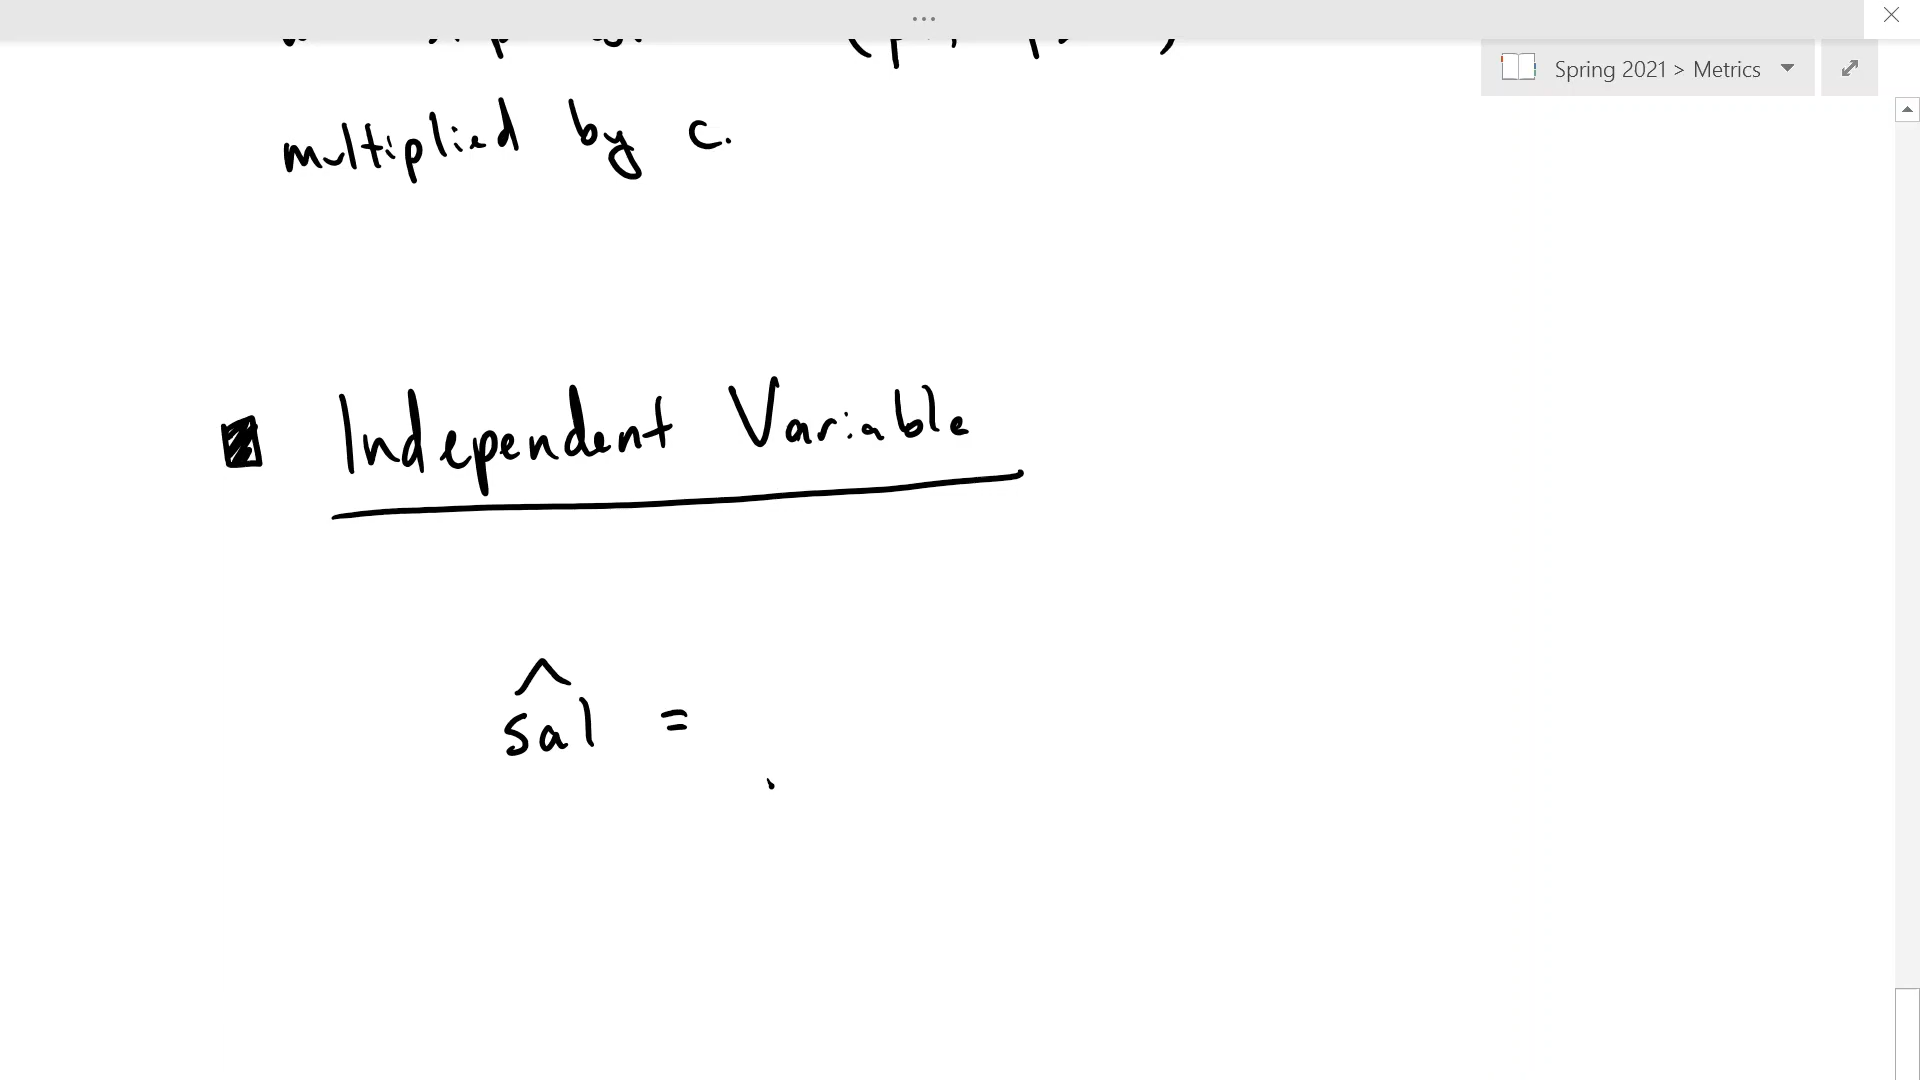 Spring 2021 > Metrics
multiplied by c.
Independent Variable
^
sal =